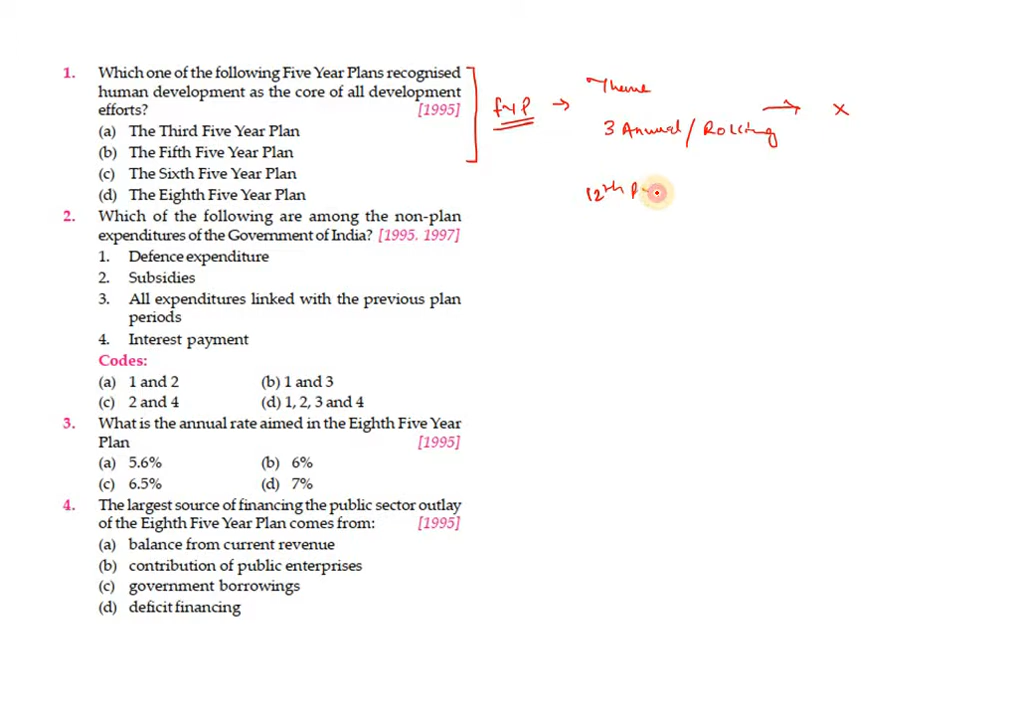 1. Which one of the following Five Year Plans recognised
human development as the core of all development
efforts? [1995]
(a) The Third Five Year Plan
(b) The Fifth Five Year Plan
(c) The Sixth Five Year Plan
(d) The Eighth Five Year Plan
2. Which of the following are among the non-plan
expenditures of the Government of India? [1995. 1997]
1. Defence expenditure
2. Subsidies
3. All expenditures linked with the previous plan
periods
4. Interest payment
Codes:
(a) 1 and 2 (b) 1 and 3
(c) 2 and 4 (d) 1, 2, 3 and 4
3. What is the annual rate aimed in the Eighth Five Year
Plan [1995]
(a) 5.6% (b) 6%
(c) 6.5% (d) 7%
4. The largest source of financing the public sector outlay
of the Eighth Five Year Plan comes from: [1995]
(a) balance from current revenue
(b) contribution of public enterprises
(c) government borrowings
(d) deficit financing
FYP → Theme
3 Annual / Rolling → x
12th P